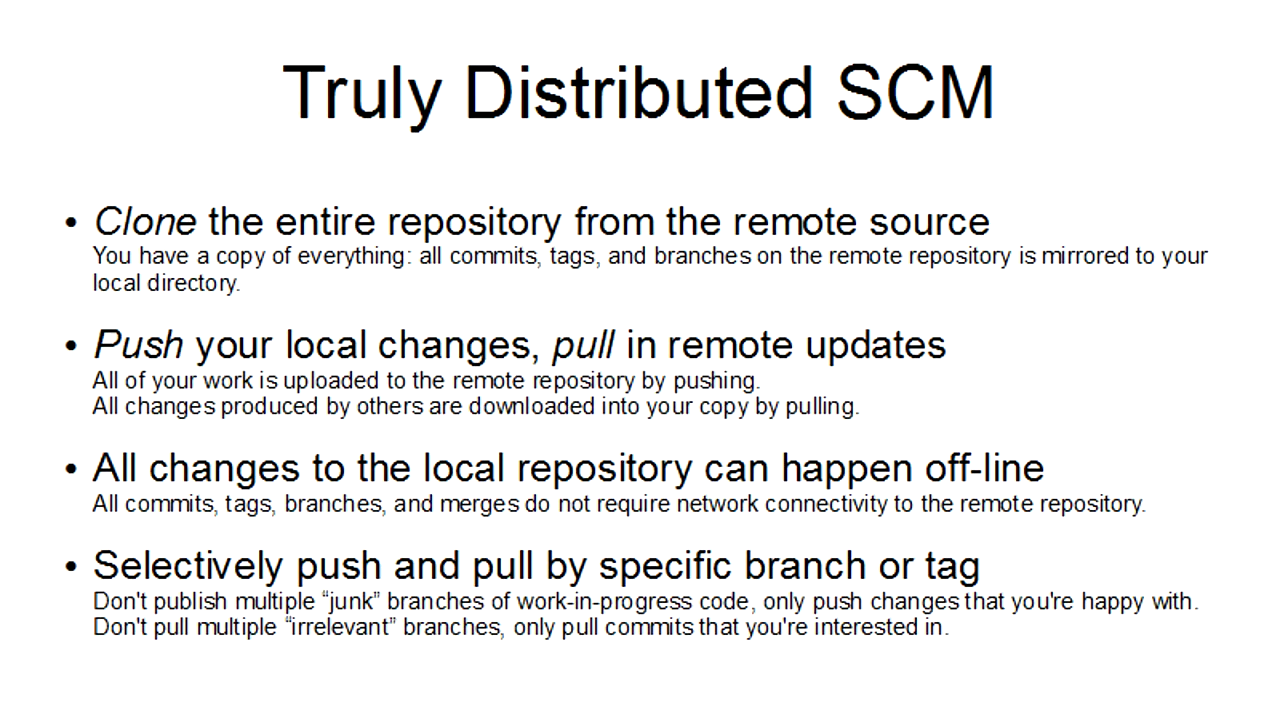 Truly Distributed SCM
• Clone the entire repository from the remote source
You have a copy of everything: all commits, tags, and branches on the remote repository is mirrored to your
local directory.
• Push your local changes, pull in remote updates
All of your work is uploaded to the remote repository by pushing.
All changes produced by others are downloaded into your copy by pulling.
• All changes to the local repository can happen off-line
All commits, tags, branches, and merges do not require network connectivity to the remote repository.
• Selectively push and pull by specific branch or tag
Don't publish multiple “junk” branches of work-in-progress code, only push changes that you're happy with.
Don't pull multiple “irrelevant” branches, only pull commits that you're interested in.